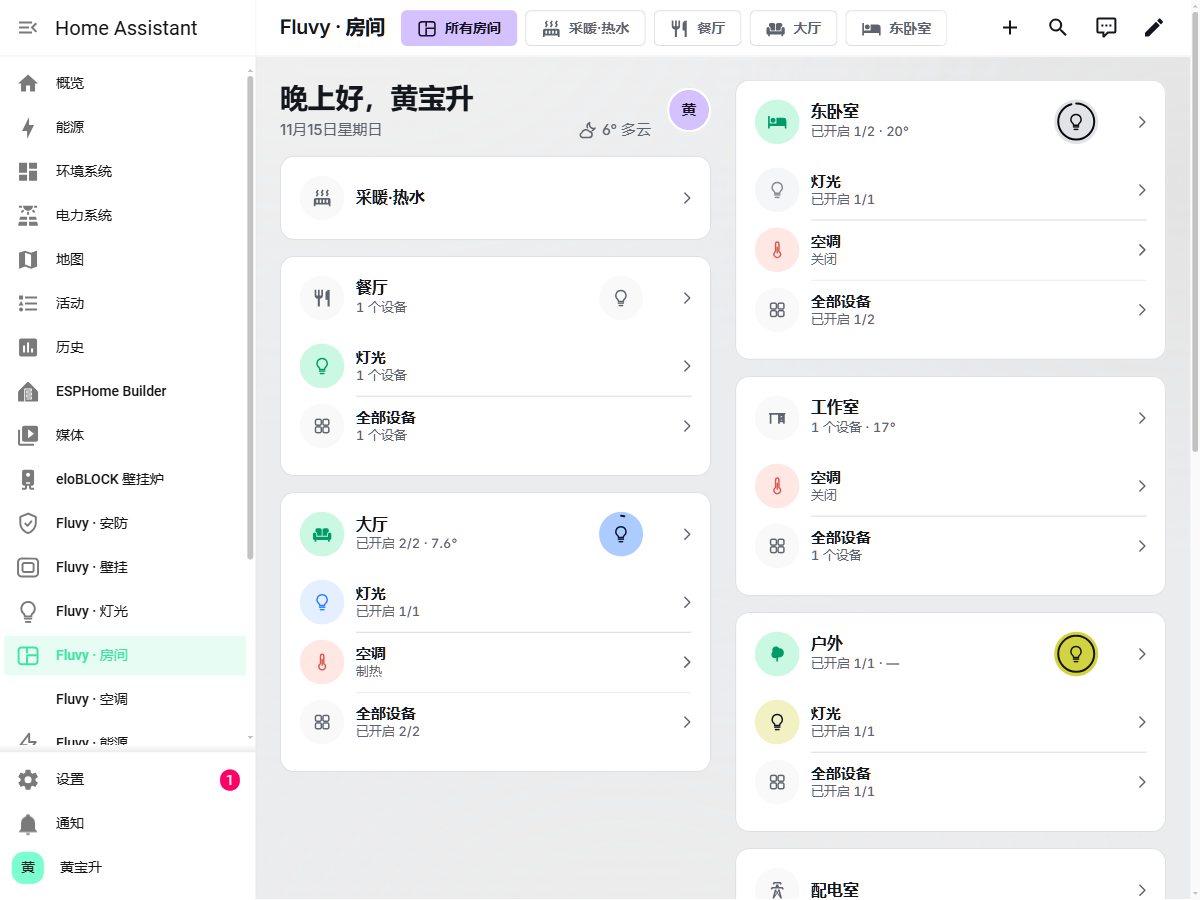 Home Assistant
概览
能源
环境系统
电力系统
地图
活动
历史
ESPHome Builder
媒体
eloBLOCK 壁挂炉
Fluvy · 安防
Fluvy · 壁挂
Fluvy · 灯光
Fluvy · 房间
Fluvy · 空调
Fluvy · 能源
设置
1
通知
黄
黄宝升
Fluvy · 房间
所有房间
采暖·热水
餐厅
大厅
东卧室
晚上好，黄宝升
11月15日星期日
6° 多云
黄
采暖·热水
餐厅
1 个设备
灯光
1 个设备
全部设备
1 个设备
大厅
已开启 2/2 · 7.6°
灯光
已开启 1/1
空调
制热
全部设备
已开启 2/2
东卧室
已开启 1/2 · 20°
灯光
已开启 1/1
空调
关闭
全部设备
已开启 1/2
工作室
1 个设备 · 17°
空调
关闭
全部设备
1 个设备
户外
已开启 1/1 · —
灯光
已开启 1/1
全部设备
已开启 1/1
配电室